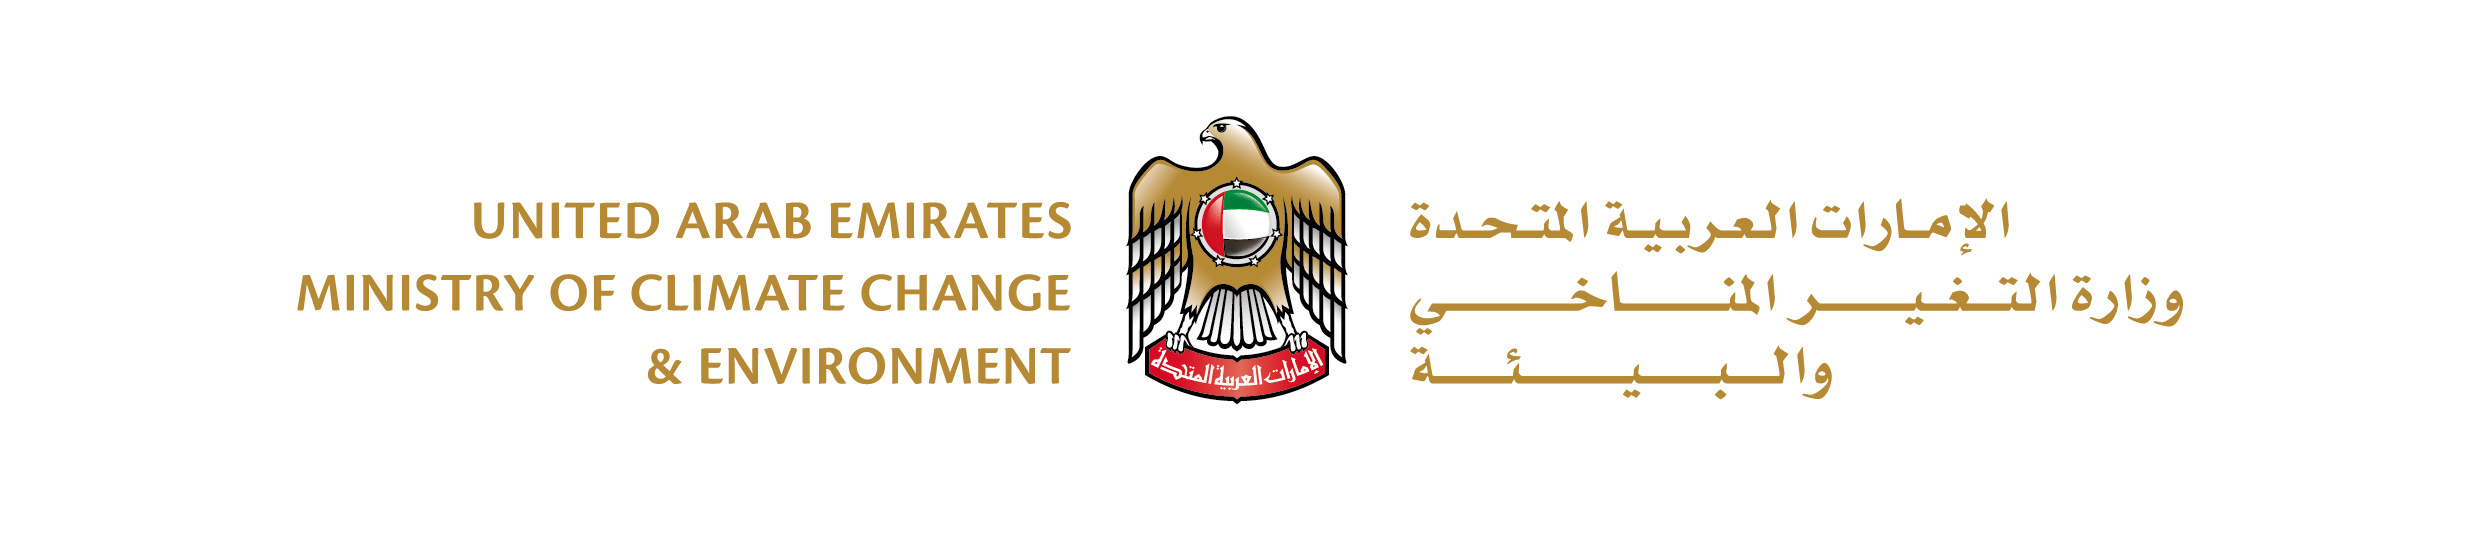 UNITED ARAB EMIRATES
MINISTRY OF CLIMATE CHANGE
& ENVIRONMENT
الإمارات العربية المتحدة
الإمارات العربية المتحدة
وزارة التغير المناخي
والبيئة